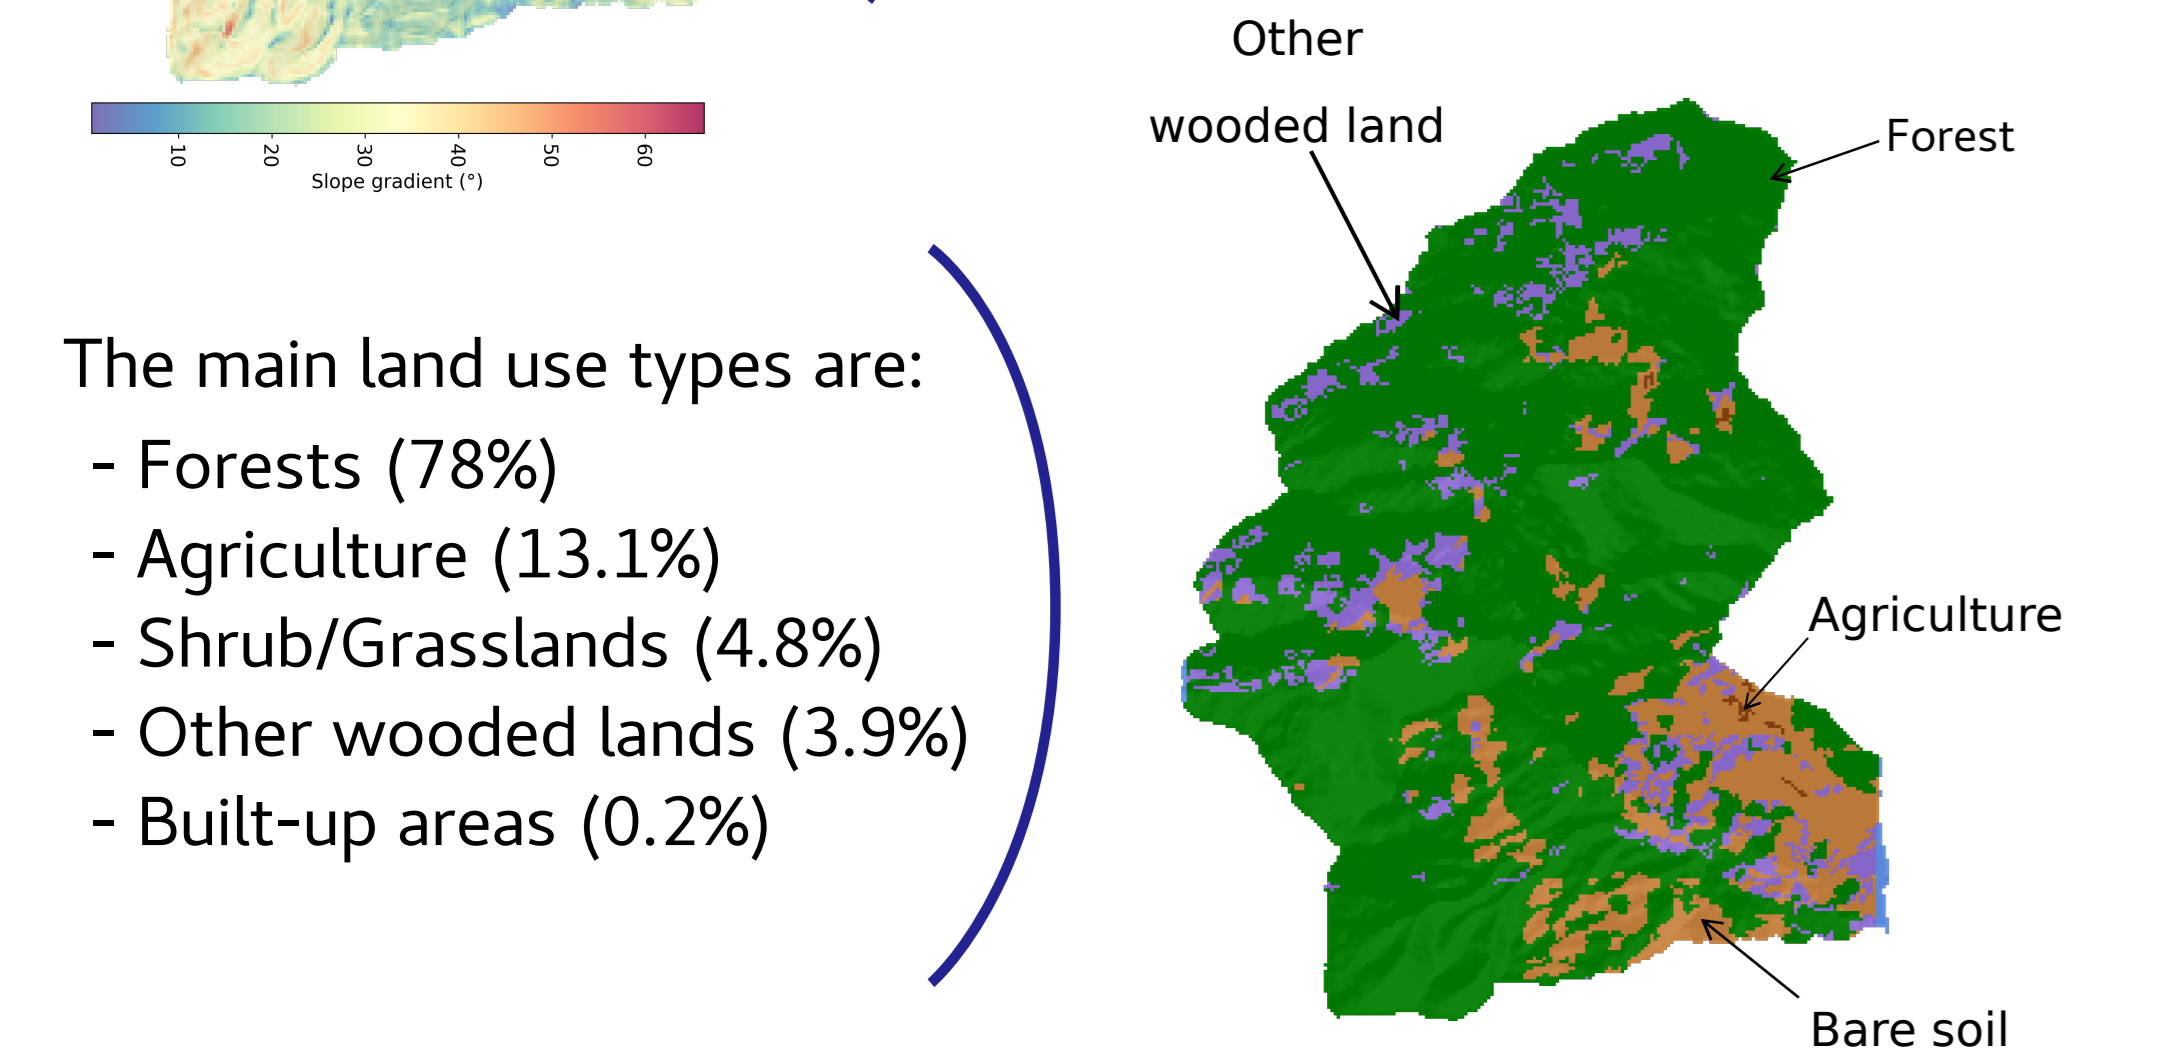 10 20 30 40 50 60
Slope gradient (°)
The main land use types are:
- Forests (78%)
- Agriculture (13.1%)
- Shrub/Grasslands (4.8%)
- Other wooded lands (3.9%)
- Built-up areas (0.2%)
Other
wooded land
Forest
Agriculture
Bare soil